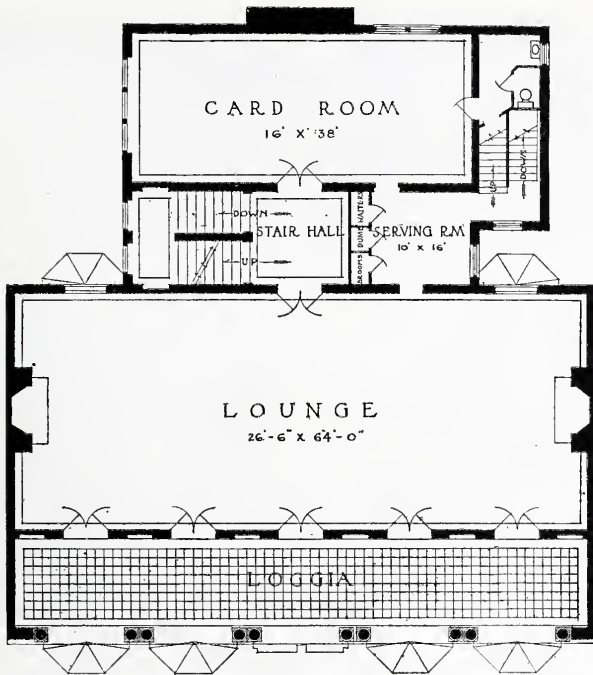 CARD ROOM
16' X 38'
UP
DOWN
DOWN
STAIR HALL
UP
BROOMS
DUMB WAITERS
SERVING RM
10' X 16'
LOUNGE
26'-6" X 64'-0"
LOGGIA